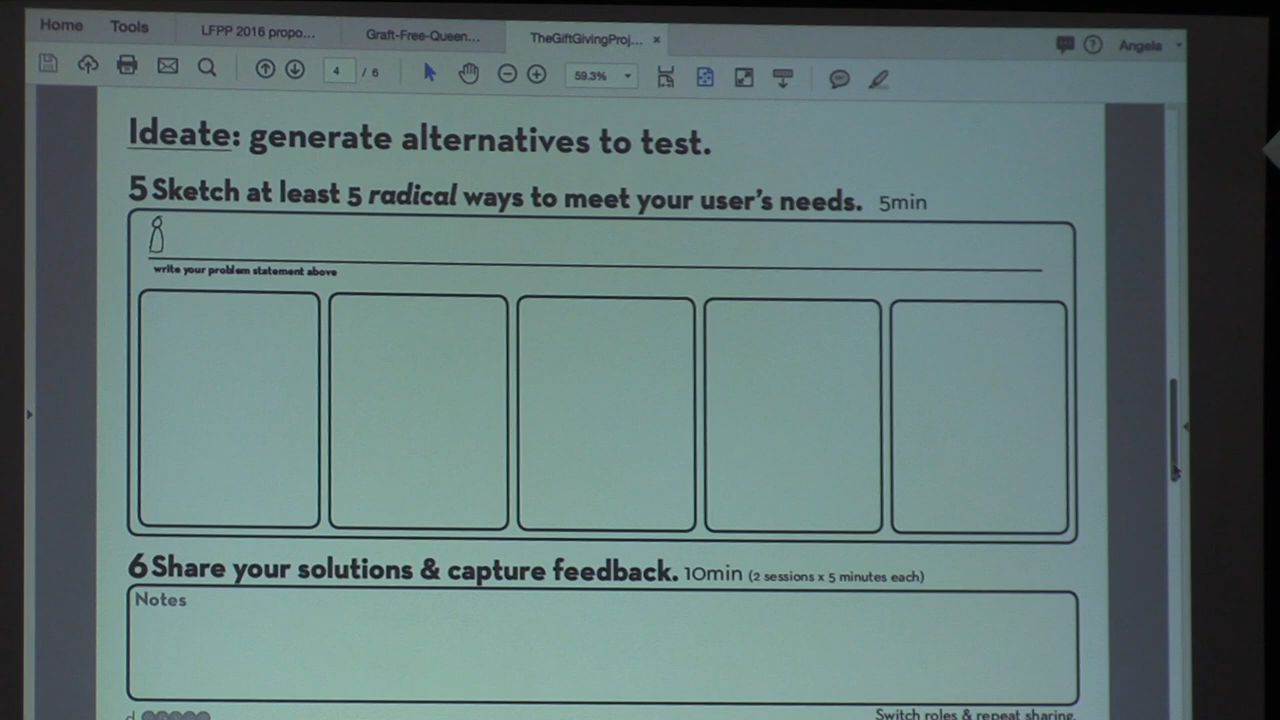 Home Tools LFPP 2016 propo... Graft-Free-Queen... TheGiftGivingProj... × Angela
4 / 6 59.3%
Ideate: generate alternatives to test.
5 Sketch at least 5 radical ways to meet your user's needs. 5min
write your problem statement above
6 Share your solutions & capture feedback. 10min (2 sessions x 5 minutes each)
Notes
d.
Switch roles & repeat sharing.